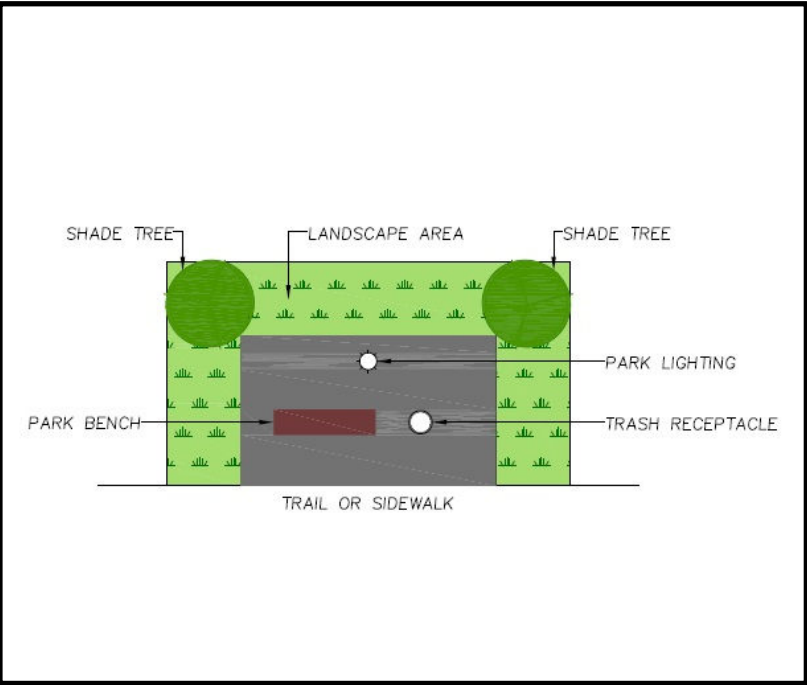 SHADE TREE
LANDSCAPE AREA
SHADE TREE
PARK LIGHTING
PARK BENCH
TRASH RECEPTACLE
TRAIL OR SIDEWALK